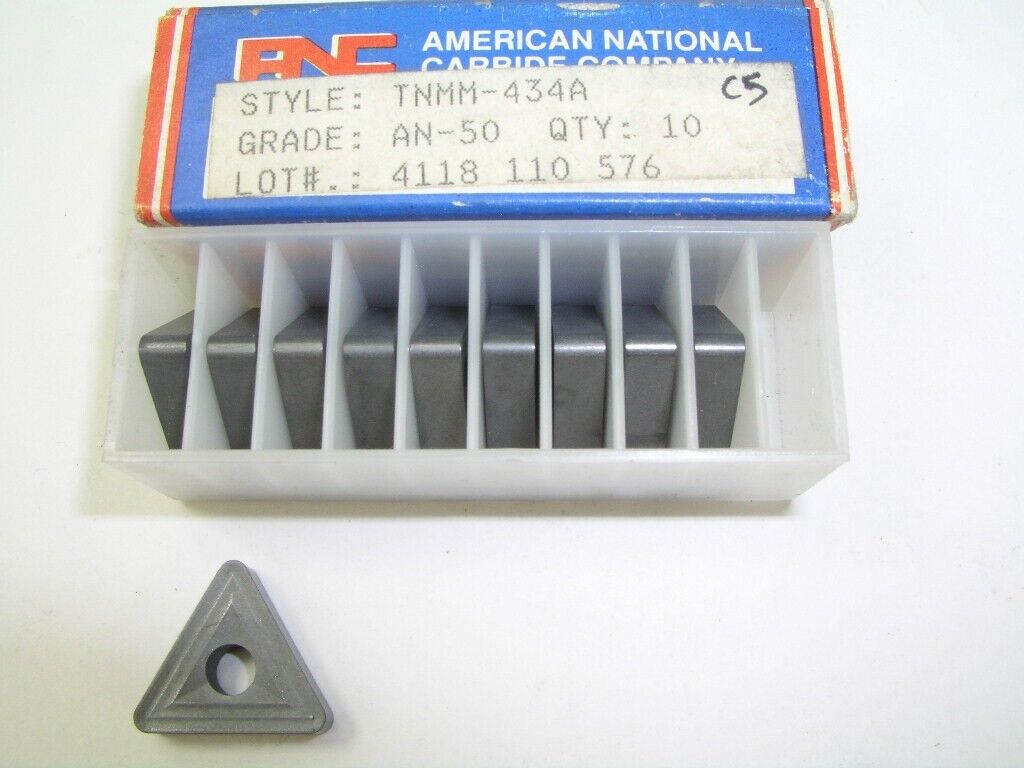 ANC
AMERICAN NATIONAL
CARBIDE COMPANY
STYLE: TNMM-434A
C5
GRADE: AN-50 QTY: 10
LOT#.: 4118 110 576